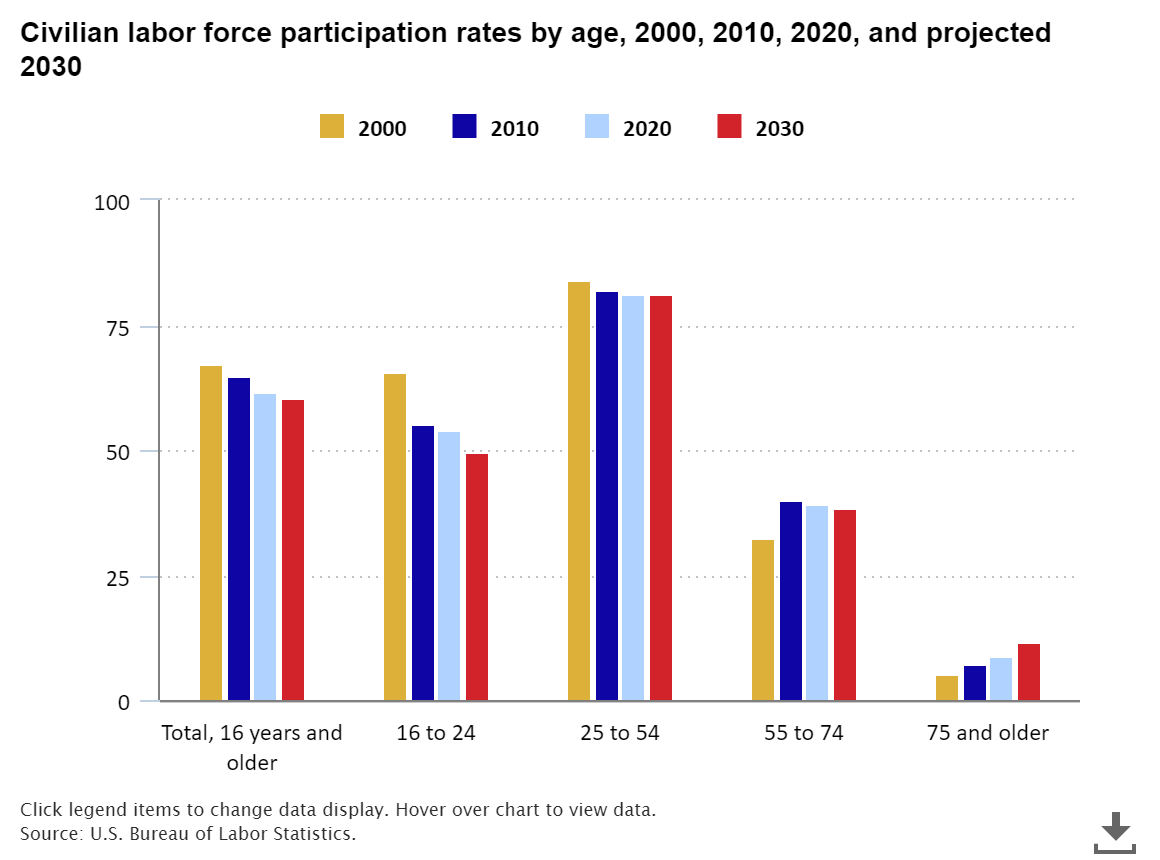 Civilian labor force participation rates by age, 2000, 2010, 2020, and projected
2030
2000 2010 2020 2030
100
75
50
25
0
Total, 16 years and
older
16 to 24
25 to 54
55 to 74
75 and older
Click legend items to change data display. Hover over chart to view data.
Source: U.S. Bureau of Labor Statistics.